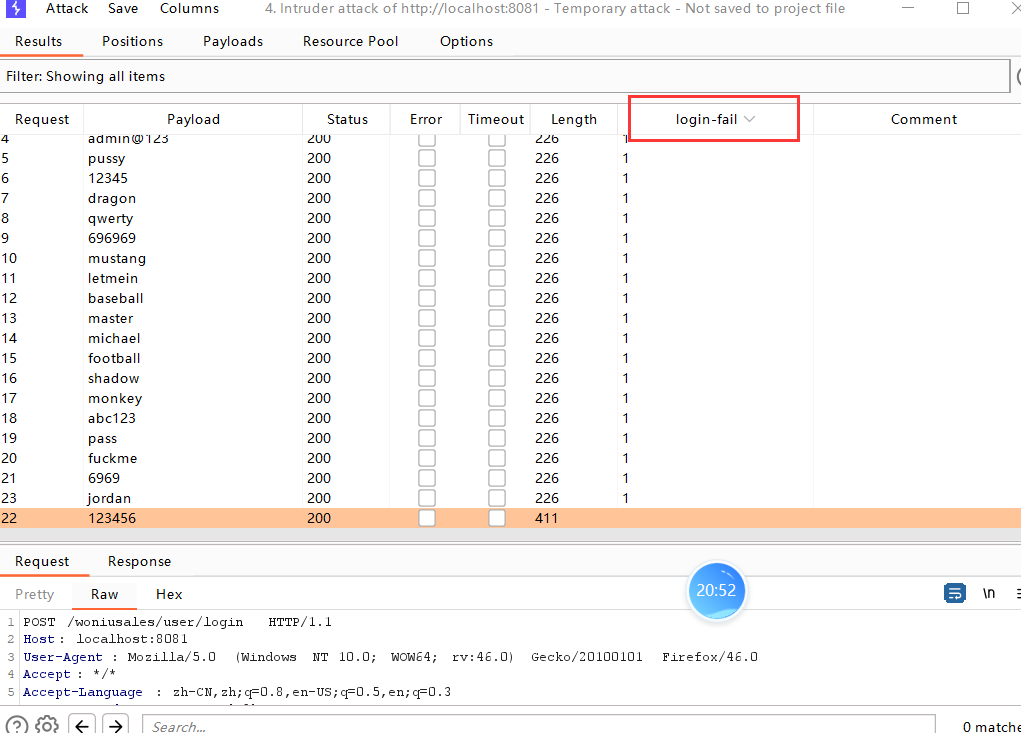 Attack Save Columns 4. Intruder attack of http://localhost:8081 - Temporary attack - Not saved to project file
Results Positions Payloads Resource Pool Options
Filter: Showing all items
Request Payload Status Error Timeout Length login-fail Comment
4 admin@123 200 226 1
5 pussy 200 226 1
6 12345 200 226 1
7 dragon 200 226 1
8 qwerty 200 226 1
9 696969 200 226 1
10 mustang 200 226 1
11 letmein 200 226 1
12 baseball 200 226 1
13 master 200 226 1
14 michael 200 226 1
15 football 200 226 1
16 shadow 200 226 1
17 monkey 200 226 1
18 abc123 200 226 1
19 pass 200 226 1
20 fuckme 200 226 1
21 6969 200 226 1
23 jordan 200 226 1
22 123456 200 411
Request Response
20:52
Pretty Raw Hex \n
1 POST /woniusales/user/login HTTP/1.1
2 Host: localhost:8081
3 User-Agent: Mozilla/5.0 (Windows NT 10.0; WOW64; rv:46.0) Gecko/20100101 Firefox/46.0
4 Accept: */*
5 Accept-Language: zh-CN,zh;q=0.8,en-US;q=0.5,en;q=0.3
Search... 0 matche